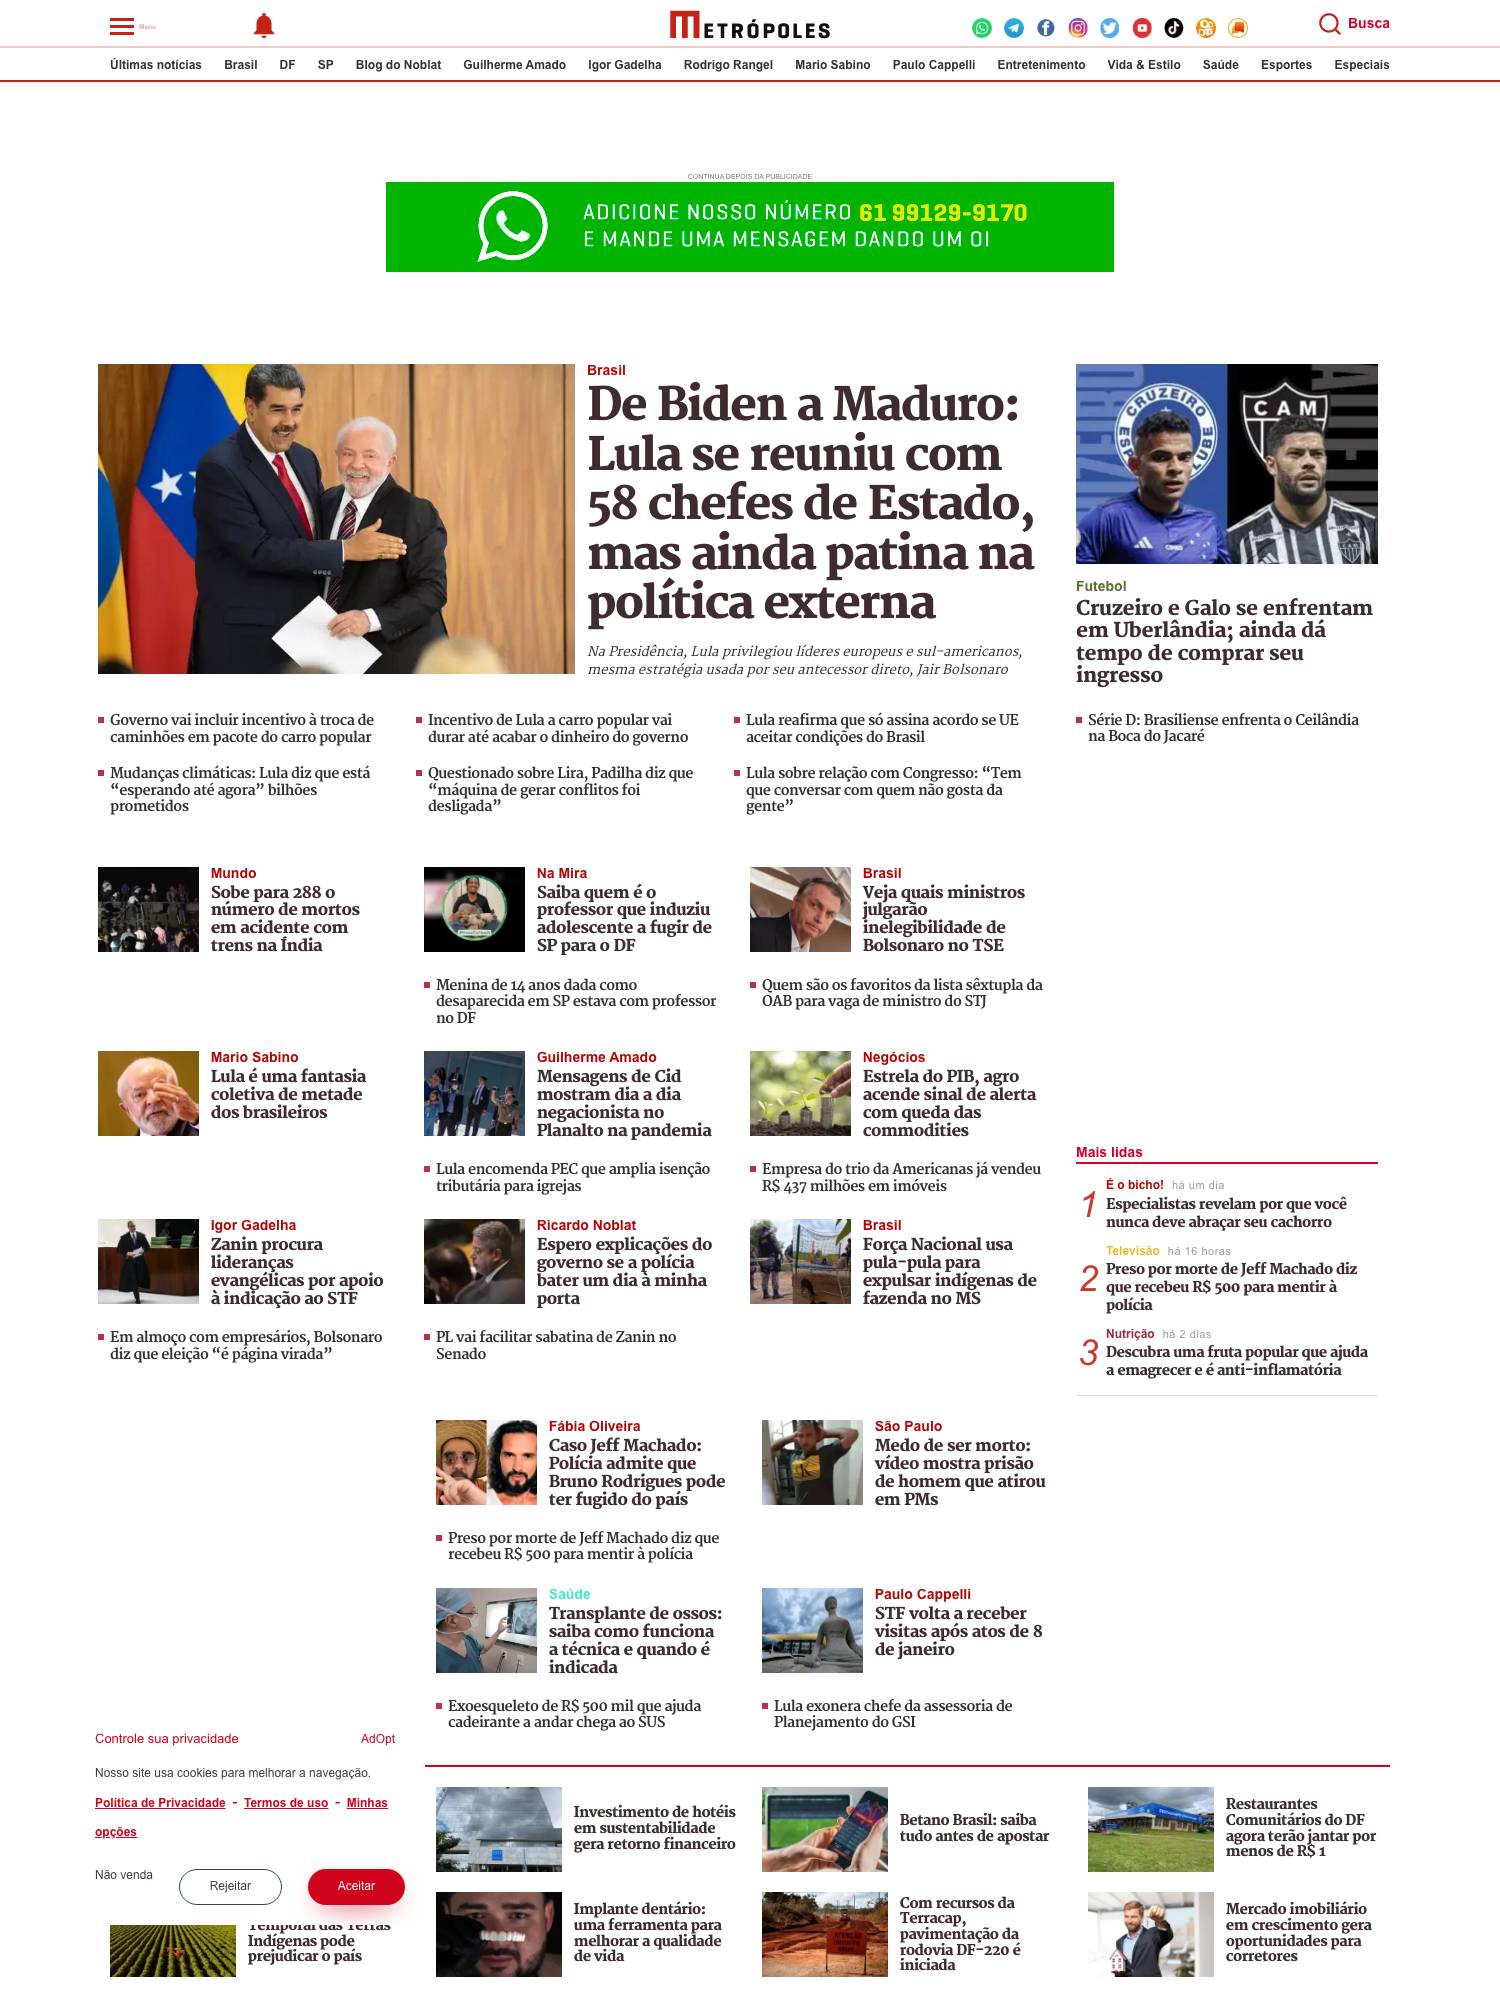 Menu
METRÓPOLES
Busca
Últimas notícias Brasil DF SP Blog do Noblat Guilherme Amado Igor Gadelha Rodrigo Rangel Mario Sabino Paulo Cappelli Entretenimento Vida & Estilo Saúde Esportes Especiais
CONTINUA DEPOIS DA PUBLICIDADE
ADICIONE NOSSO NÚMERO 61 99129-9170
E MANDE UMA MENSAGEM DANDO UM OI
Brasil
De Biden a Maduro:
Lula se reuniu com
58 chefes de Estado,
mas ainda patina na
política externa
Na Presidência, Lula privilegiou líderes europeus e sul-americanos,
mesma estratégia usada por seu antecessor direto, Jair Bolsonaro
CRUZEIRO
CAM
Futebol
Cruzeiro e Galo se enfrentam
em Uberlândia; ainda dá
tempo de comprar seu
ingresso
Série D: Brasiliense enfrenta o Ceilândia
na Boca do Jacaré
Governo vai incluir incentivo à troca de
caminhões em pacote do carro popular
Incentivo de Lula a carro popular vai
durar até acabar o dinheiro do governo
Lula reafirma que só assina acordo se UE
aceitar condições do Brasil
Mudanças climáticas: Lula diz que está
“esperando até agora” bilhões
prometidos
Questionado sobre Lira, Padilha diz que
“máquina de gerar conflitos foi
desligada”
Lula sobre relação com Congresso: “Tem
que conversar com quem não gosta da
gente”
Mundo
Sobe para 288 o
número de mortos
em acidente com
trens na Índia
Na Mira
Saiba quem é o
professor que induziu
adolescente a fugir de
SP para o DF
Menina de 14 anos dada como
desaparecida em SP estava com professor
no DF
Brasil
Veja quais ministros
julgarão
inelegibilidade de
Bolsonaro no TSE
Quem são os favoritos da lista sêxtupla da
OAB para vaga de ministro do STJ
Mario Sabino
Lula é uma fantasia
coletiva de metade
dos brasileiros
Guilherme Amado
Mensagens de Cid
mostram dia a dia
negacionista no
Planalto na pandemia
Lula encomenda PEC que amplia isenção
tributária para igrejas
Negócios
Estrela do PIB, agro
acende sinal de alerta
com queda das
commodities
Empresa do trio da Americanas já vendeu
R$ 437 milhões em imóveis
Igor Gadelha
Zanin procura
lideranças
evangélicas por apoio
à indicação ao STF
Em almoço com empresários, Bolsonaro
diz que eleição “é página virada”
Ricardo Noblat
Espero explicações do
governo se a polícia
bater um dia à minha
porta
PL vai facilitar sabatina de Zanin no
Senado
Brasil
Força Nacional usa
pula-pula para
expulsar indígenas de
fazenda no MS
Mais lidas
1
É o bicho! há um dia
Especialistas revelam por que você
nunca deve abraçar seu cachorro
2
Televisão há 16 horas
Preso por morte de Jeff Machado diz
que recebeu R$ 500 para mentir à
polícia
3
Nutrição há 2 dias
Descubra uma fruta popular que ajuda
a emagrecer e é anti-inflamatória
Fábia Oliveira
Caso Jeff Machado:
Polícia admite que
Bruno Rodrigues pode
ter fugido do país
Preso por morte de Jeff Machado diz que
recebeu R$ 500 para mentir à polícia
São Paulo
Medo de ser morto:
vídeo mostra prisão
de homem que atirou
em PMs
Saúde
Transplante de ossos:
saiba como funciona
a técnica e quando é
indicada
Exoesqueleto de R$ 500 mil que ajuda
cadeirante a andar chega ao SUS
Paulo Cappelli
STF volta a receber
visitas após atos de 8
de janeiro
Lula exonera chefe da assessoria de
Planejamento do GSI
Controle sua privacidade AdOpt
Nosso site usa cookies para melhorar a navegação.
Política de Privacidade - Termos de uso - Minhas
opções
Não venda
Rejeitar
Aceitar
Investimento de hotéis
em sustentabilidade
gera retorno financeiro
Betano Brasil: saiba
tudo antes de apostar
Restaurantes
Comunitários do DF
agora terão jantar por
menos de R$ 1
Temporal das Terras
Indígenas pode
prejudicar o país
Implante dentário:
uma ferramenta para
melhorar a qualidade
de vida
ATENÇÃO
Com recursos da
Terracap,
pavimentação da
rodovia DF-220 é
iniciada
Mercado imobiliário
em crescimento gera
oportunidades para
corretores